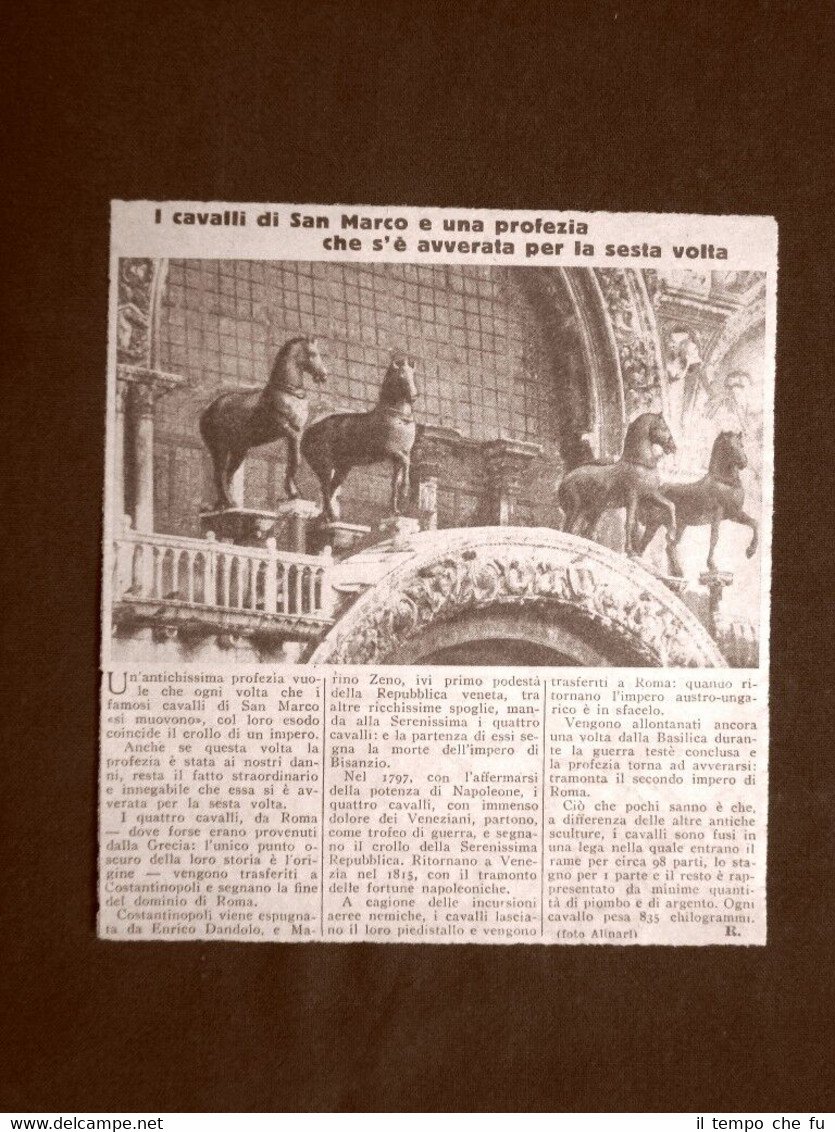 I cavalli di San Marco e una profezia
che s'è avverata per la sesta volta
Un'antichissima profezia vuo-
le che ogni volta che i
famosi cavalli di San Marco
«si muovono», col loro esodo
coincide il crollo di un impero.
Anche se questa volta la
profezia è stata ai nostri dan-
ni, resta il fatto straordinario
e innegabile che essa si è av-
verata per la sesta volta.
I quattro cavalli, da Roma
— dove forse erano provenuti
dalla Grecia: l'unico punto o-
scuro della loro storia è l'ori-
gine — vengono trasferiti a
Costantinopoli e segnano la fine
del dominio di Roma.
Costantinopoli viene espugna-
ta da Enrico Dandolo, e Ma-
rino Zeno, ivi primo podestà
della Repubblica veneta, tra
altre ricchissime spoglie, man-
da alla Serenissima i quattro
cavalli: e la partenza di essi se-
gna la morte dell'impero di
Bisanzio.
Nel 1797, con l'affermarsi
della potenza di Napoleone, i
quattro cavalli, con immenso
dolore dei Veneziani, partono,
come trofeo di guerra, e segna-
no il crollo della Serenissima
Repubblica. Ritornano a Vene-
zia nel 1815, con il tramonto
delle fortune napoleoniche.
A cagione delle incursioni
aeree nemiche, i cavalli lascia-
no il loro piedistallo e vengono
trasferiti a Roma: quando ri-
tornano l'impero austro-unga-
rico è in sfacelo.
Vengono allontanati ancora
una volta dalla Basilica duran-
te la guerra testè conclusa e
la profezia torna ad avverarsi:
tramonta il secondo impero di
Roma.
Ciò che pochi sanno è che,
a differenza delle altre antiche
sculture, i cavalli sono fusi in
una lega nella quale entrano il
rame per circa 98 parti, lo sta-
gno per 1 parte e il resto è rap-
presentato da minime quanti-
tà di piombo e di argento. Ogni
cavallo pesa 835 chilogrammi.
(foto Alinari) R.
delcampe.net
il tempo che fu